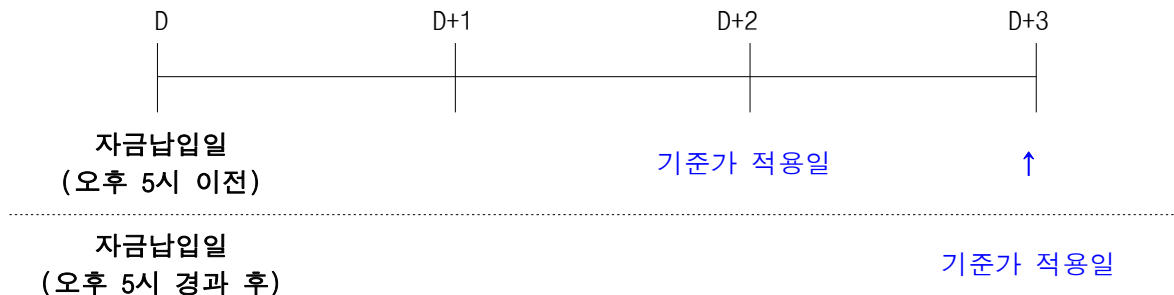 D D+1 D+2 D+3
자금납입일
(오후 5시 이전)
기준가 적용일 ↑
자금납입일
(오후 5시 경과 후)
기준가 적용일